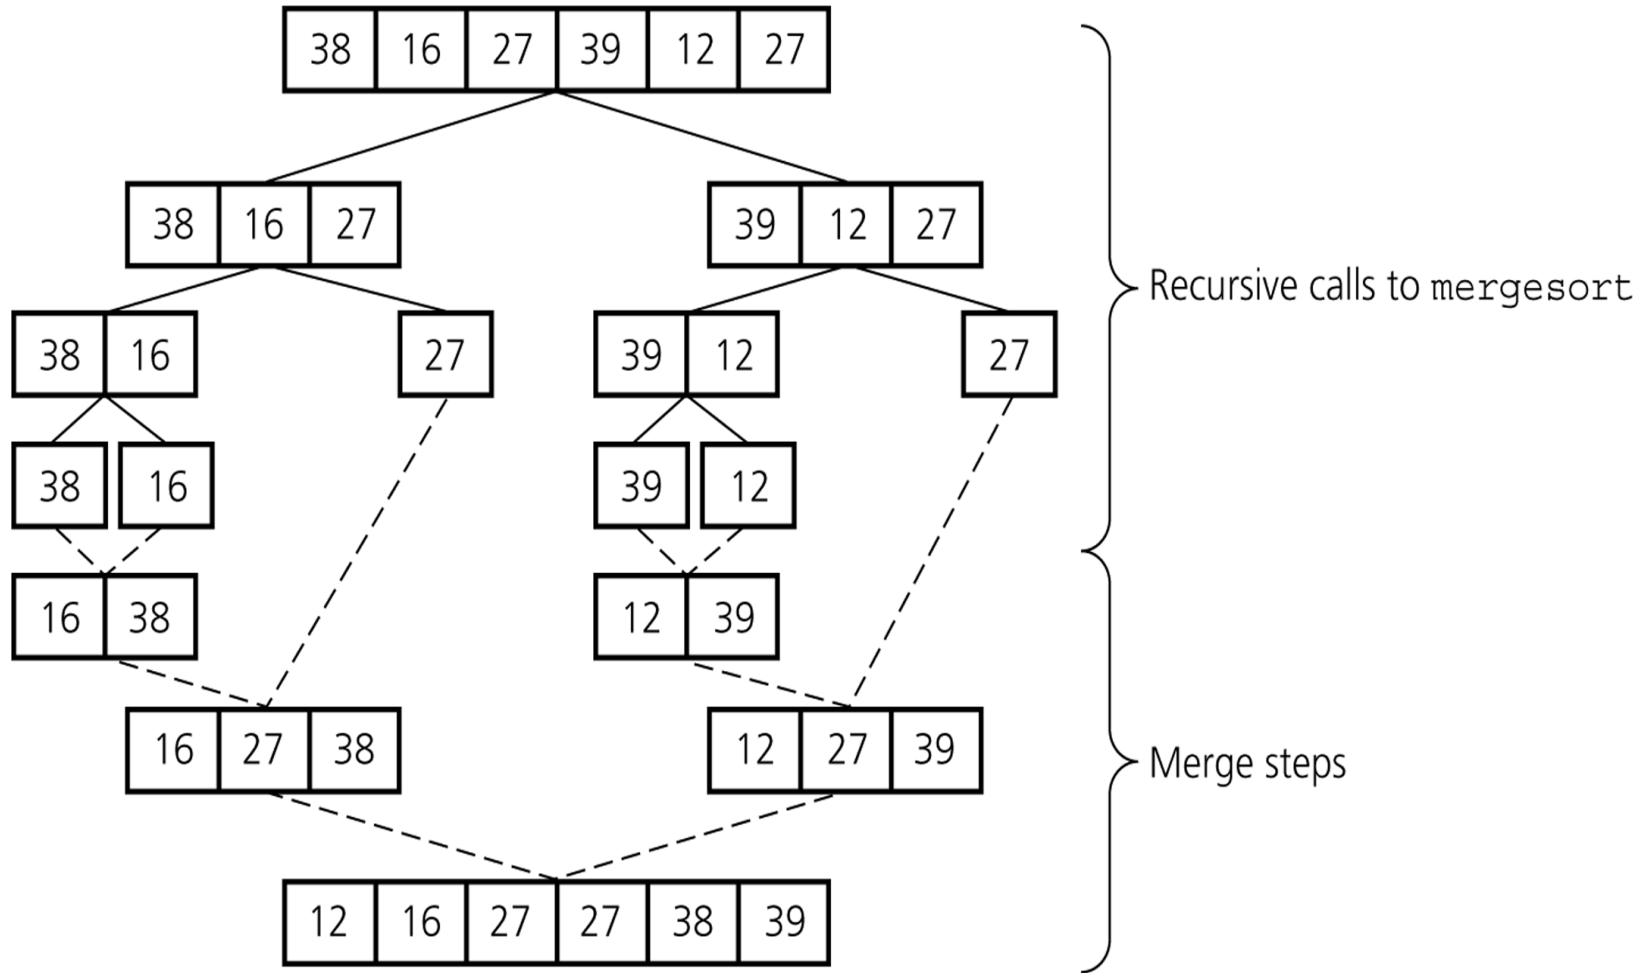 38 16 27 39 12 27
38 16 27 39 12 27
Recursive calls to mergesort
38 16 27 39 12 27
38 16 39 12
16 38 12 39
16 27 38 12 27 39
Merge steps
12 16 27 27 38 39